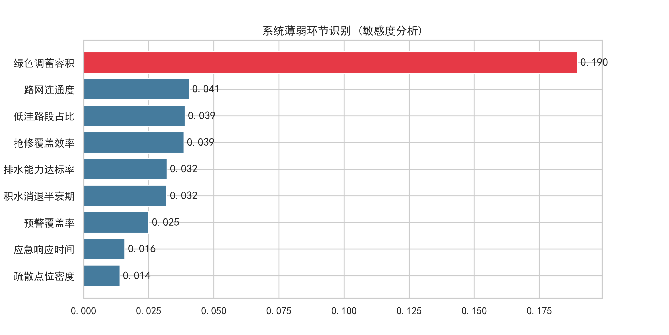 系统薄弱环节识别 (敏感度分析)
绿色调蓄容积 0.190
路网连通度 0.041
低洼路段占比 0.039
抢修覆盖效率 0.039
排水能力达标率 0.032
积水消退半衰期 0.032
预警覆盖率 0.025
应急响应时间 0.016
疏散点位密度 0.014
0.000 0.025 0.050 0.075 0.100 0.125 0.150 0.175